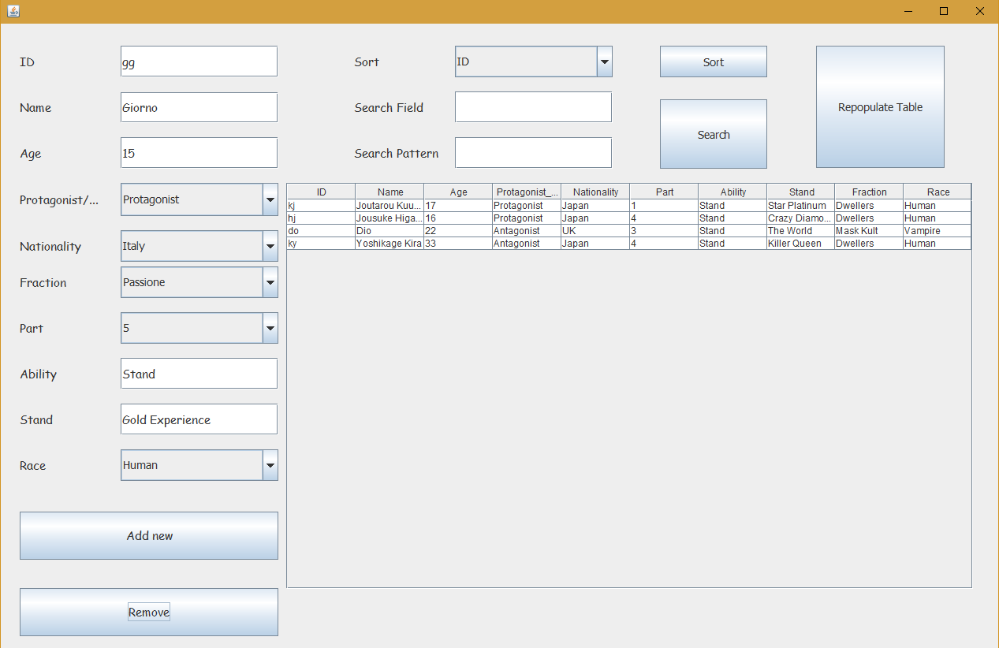 ID gg Sort ID Sort Repopulate Table
Name Giorno Search Field Search
Age 15 Search Pattern
Protagonist/... Protagonist
ID Name Age Protagonist_... Nationality Part Ability Stand Fraction Race
kj Joutarou Kuu... 17 Protagonist Japan 1 Stand Star Platinum Dwellers Human
hj Jousuke Higa... 16 Protagonist Japan 4 Stand Crazy Diamo... Dwellers Human
do Dio 22 Antagonist UK 3 Stand The World Mask Kult Vampire
ky Yoshikage Kira 33 Antagonist Japan 4 Stand Killer Queen Dwellers Human
Nationality Italy
Fraction Passione
Part 5
Ability Stand
Stand Gold Experience
Race Human
Add new
Remove